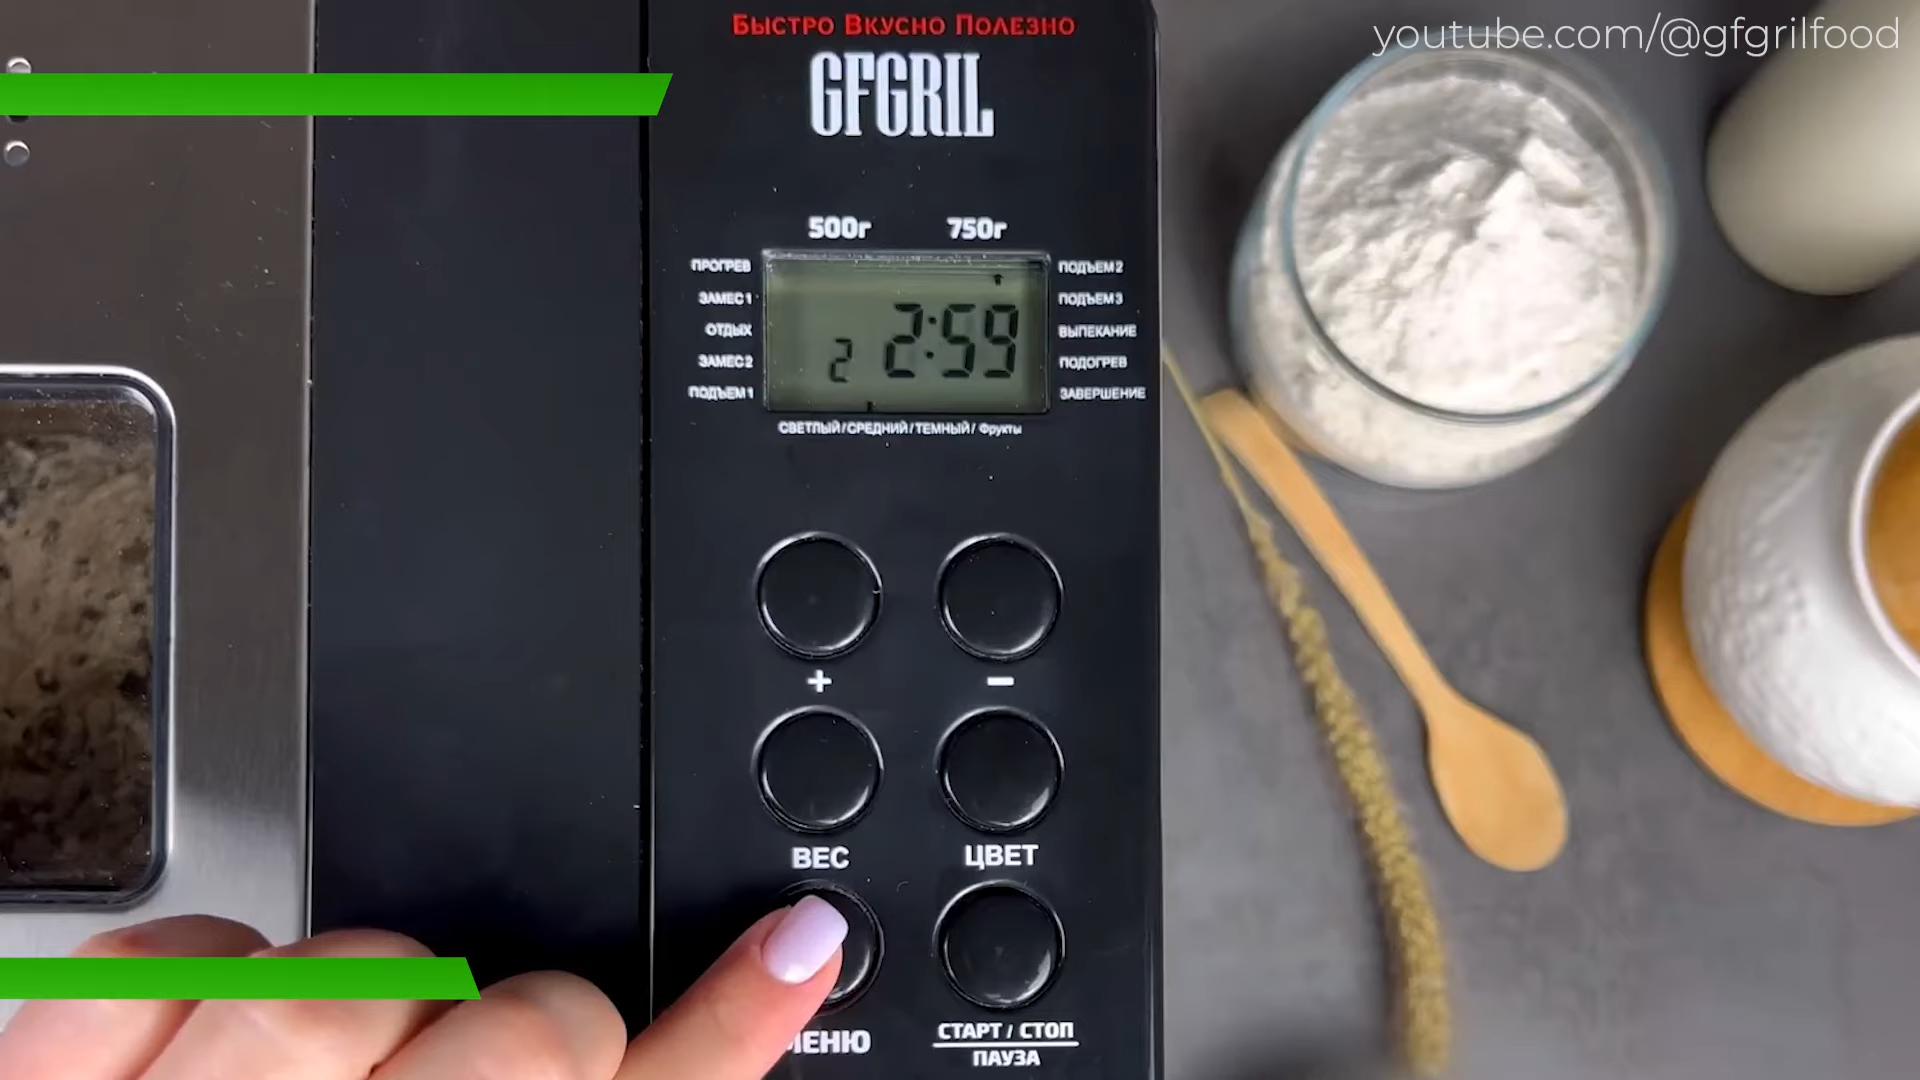 youtube.com/@gfgrilfood
Быстро Вкусно Полезно
GFGRIL
500г 750г
ПРОГРЕВ
ЗАМЕС 1
ОТДЫХ
ЗАМЕС 2
ПОДЪЕМ 1
2 2:59
ПОДЪЕМ 2
ПОДЪЕМ 3
ВЫПЕКАНИЕ
ПОДОГРЕВ
ЗАВЕРШЕНИЕ
СВЕТЛЫЙ/СРЕДНИЙ/ТЕМНЫЙ/ Фрукты
+ −
ВЕС ЦВЕТ
МЕНЮ
СТАРТ / СТОП
ПАУЗА